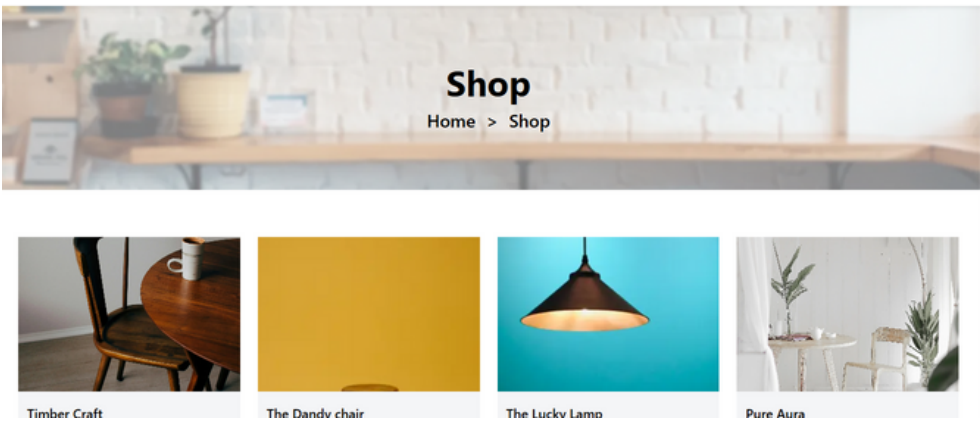 Shop
Home > Shop
Timber Craft
The Dandy chair
The Lucky Lamp
Pure Aura